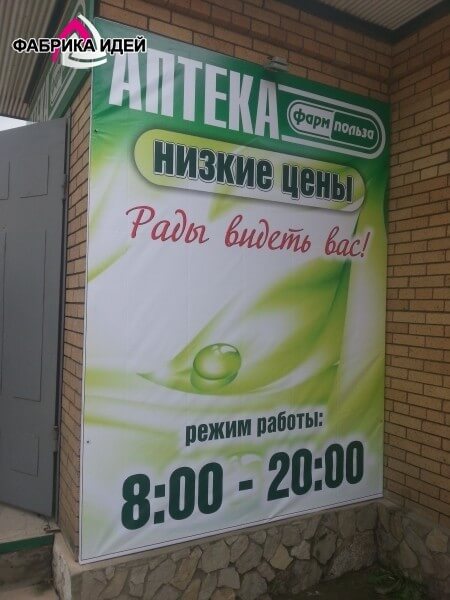 ФАБРИКА ИДЕЙ
АПТЕКА
фарм польза
низкие цены
Рады видеть вас!
режим работы:
8:00 - 20:00